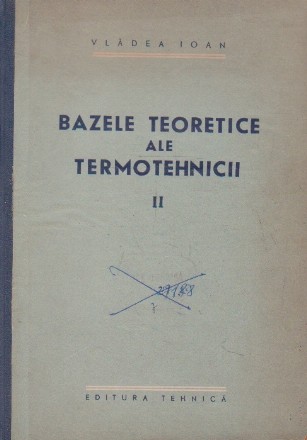 VLĂDEA IOAN
BAZELE TEORETICE
ALE
TERMOTEHNICII
II
EDITURA TEHNICĂ